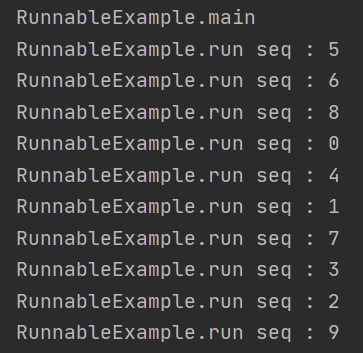 RunnableExample.main
RunnableExample.run seq : 5
RunnableExample.run seq : 6
RunnableExample.run seq : 8
RunnableExample.run seq : 0
RunnableExample.run seq : 4
RunnableExample.run seq : 1
RunnableExample.run seq : 7
RunnableExample.run seq : 3
RunnableExample.run seq : 2
RunnableExample.run seq : 9